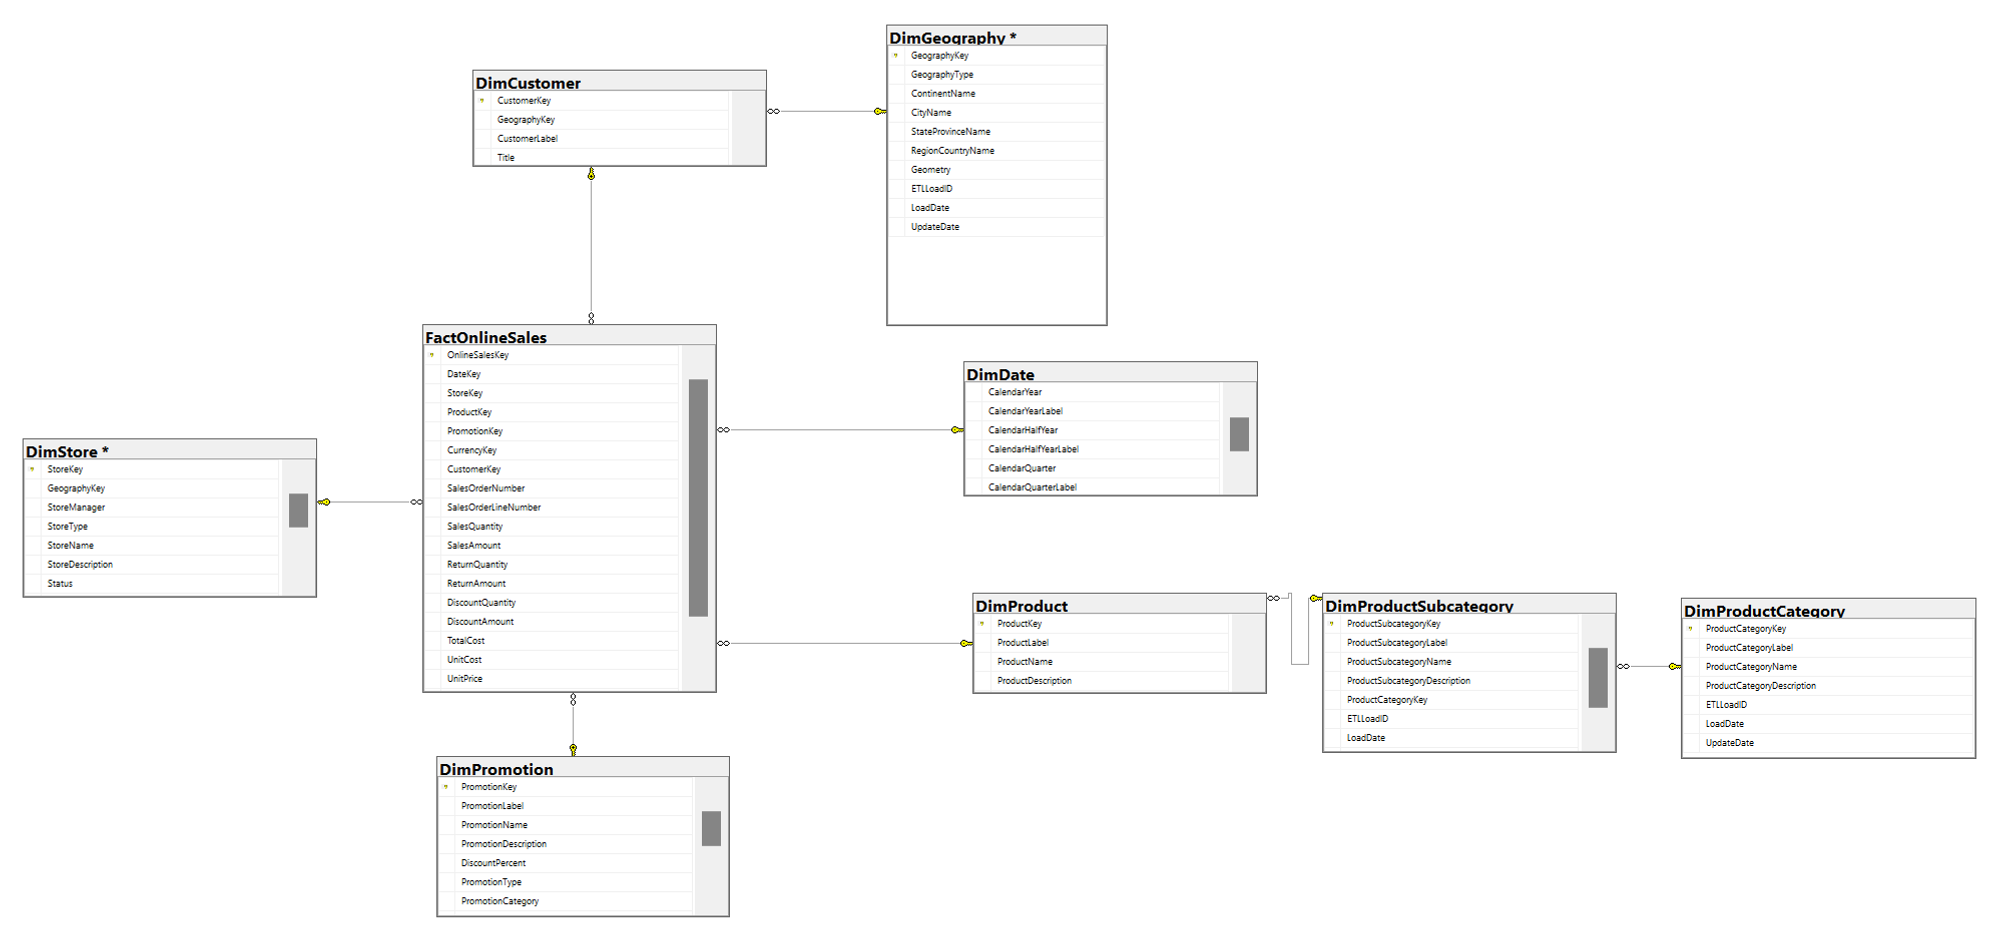 DimGeography *
GeographyKey
GeographyType
ContinentName
CityName
StateProvinceName
RegionCountryName
Geometry
ETLLoadID
LoadDate
UpdateDate
DimCustomer
CustomerKey
GeographyKey
CustomerLabel
Title
FactOnlineSales
OnlineSalesKey
DateKey
StoreKey
ProductKey
PromotionKey
CurrencyKey
CustomerKey
SalesOrderNumber
SalesOrderLineNumber
SalesQuantity
SalesAmount
ReturnQuantity
ReturnAmount
DiscountQuantity
DiscountAmount
TotalCost
UnitCost
UnitPrice
DimDate
CalendarYear
CalendarYearLabel
CalendarHalfYear
CalendarHalfYearLabel
CalendarQuarter
CalendarQuarterLabel
DimStore *
StoreKey
GeographyKey
StoreManager
StoreType
StoreName
StoreDescription
Status
DimProduct
ProductKey
ProductLabel
ProductName
ProductDescription
DimProductSubcategory
ProductSubcategoryKey
ProductSubcategoryLabel
ProductSubcategoryName
ProductSubcategoryDescription
ProductCategoryKey
ETLLoadID
LoadDate
DimProductCategory
ProductCategoryKey
ProductCategoryLabel
ProductCategoryName
ProductCategoryDescription
ETLLoadID
LoadDate
UpdateDate
DimPromotion
PromotionKey
PromotionLabel
PromotionName
PromotionDescription
DiscountPercent
PromotionType
PromotionCategory